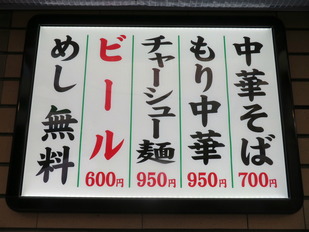 中華そば
700円
もり中華
950円
チャーシュー麺
950円
ビール
600円
めし 無料